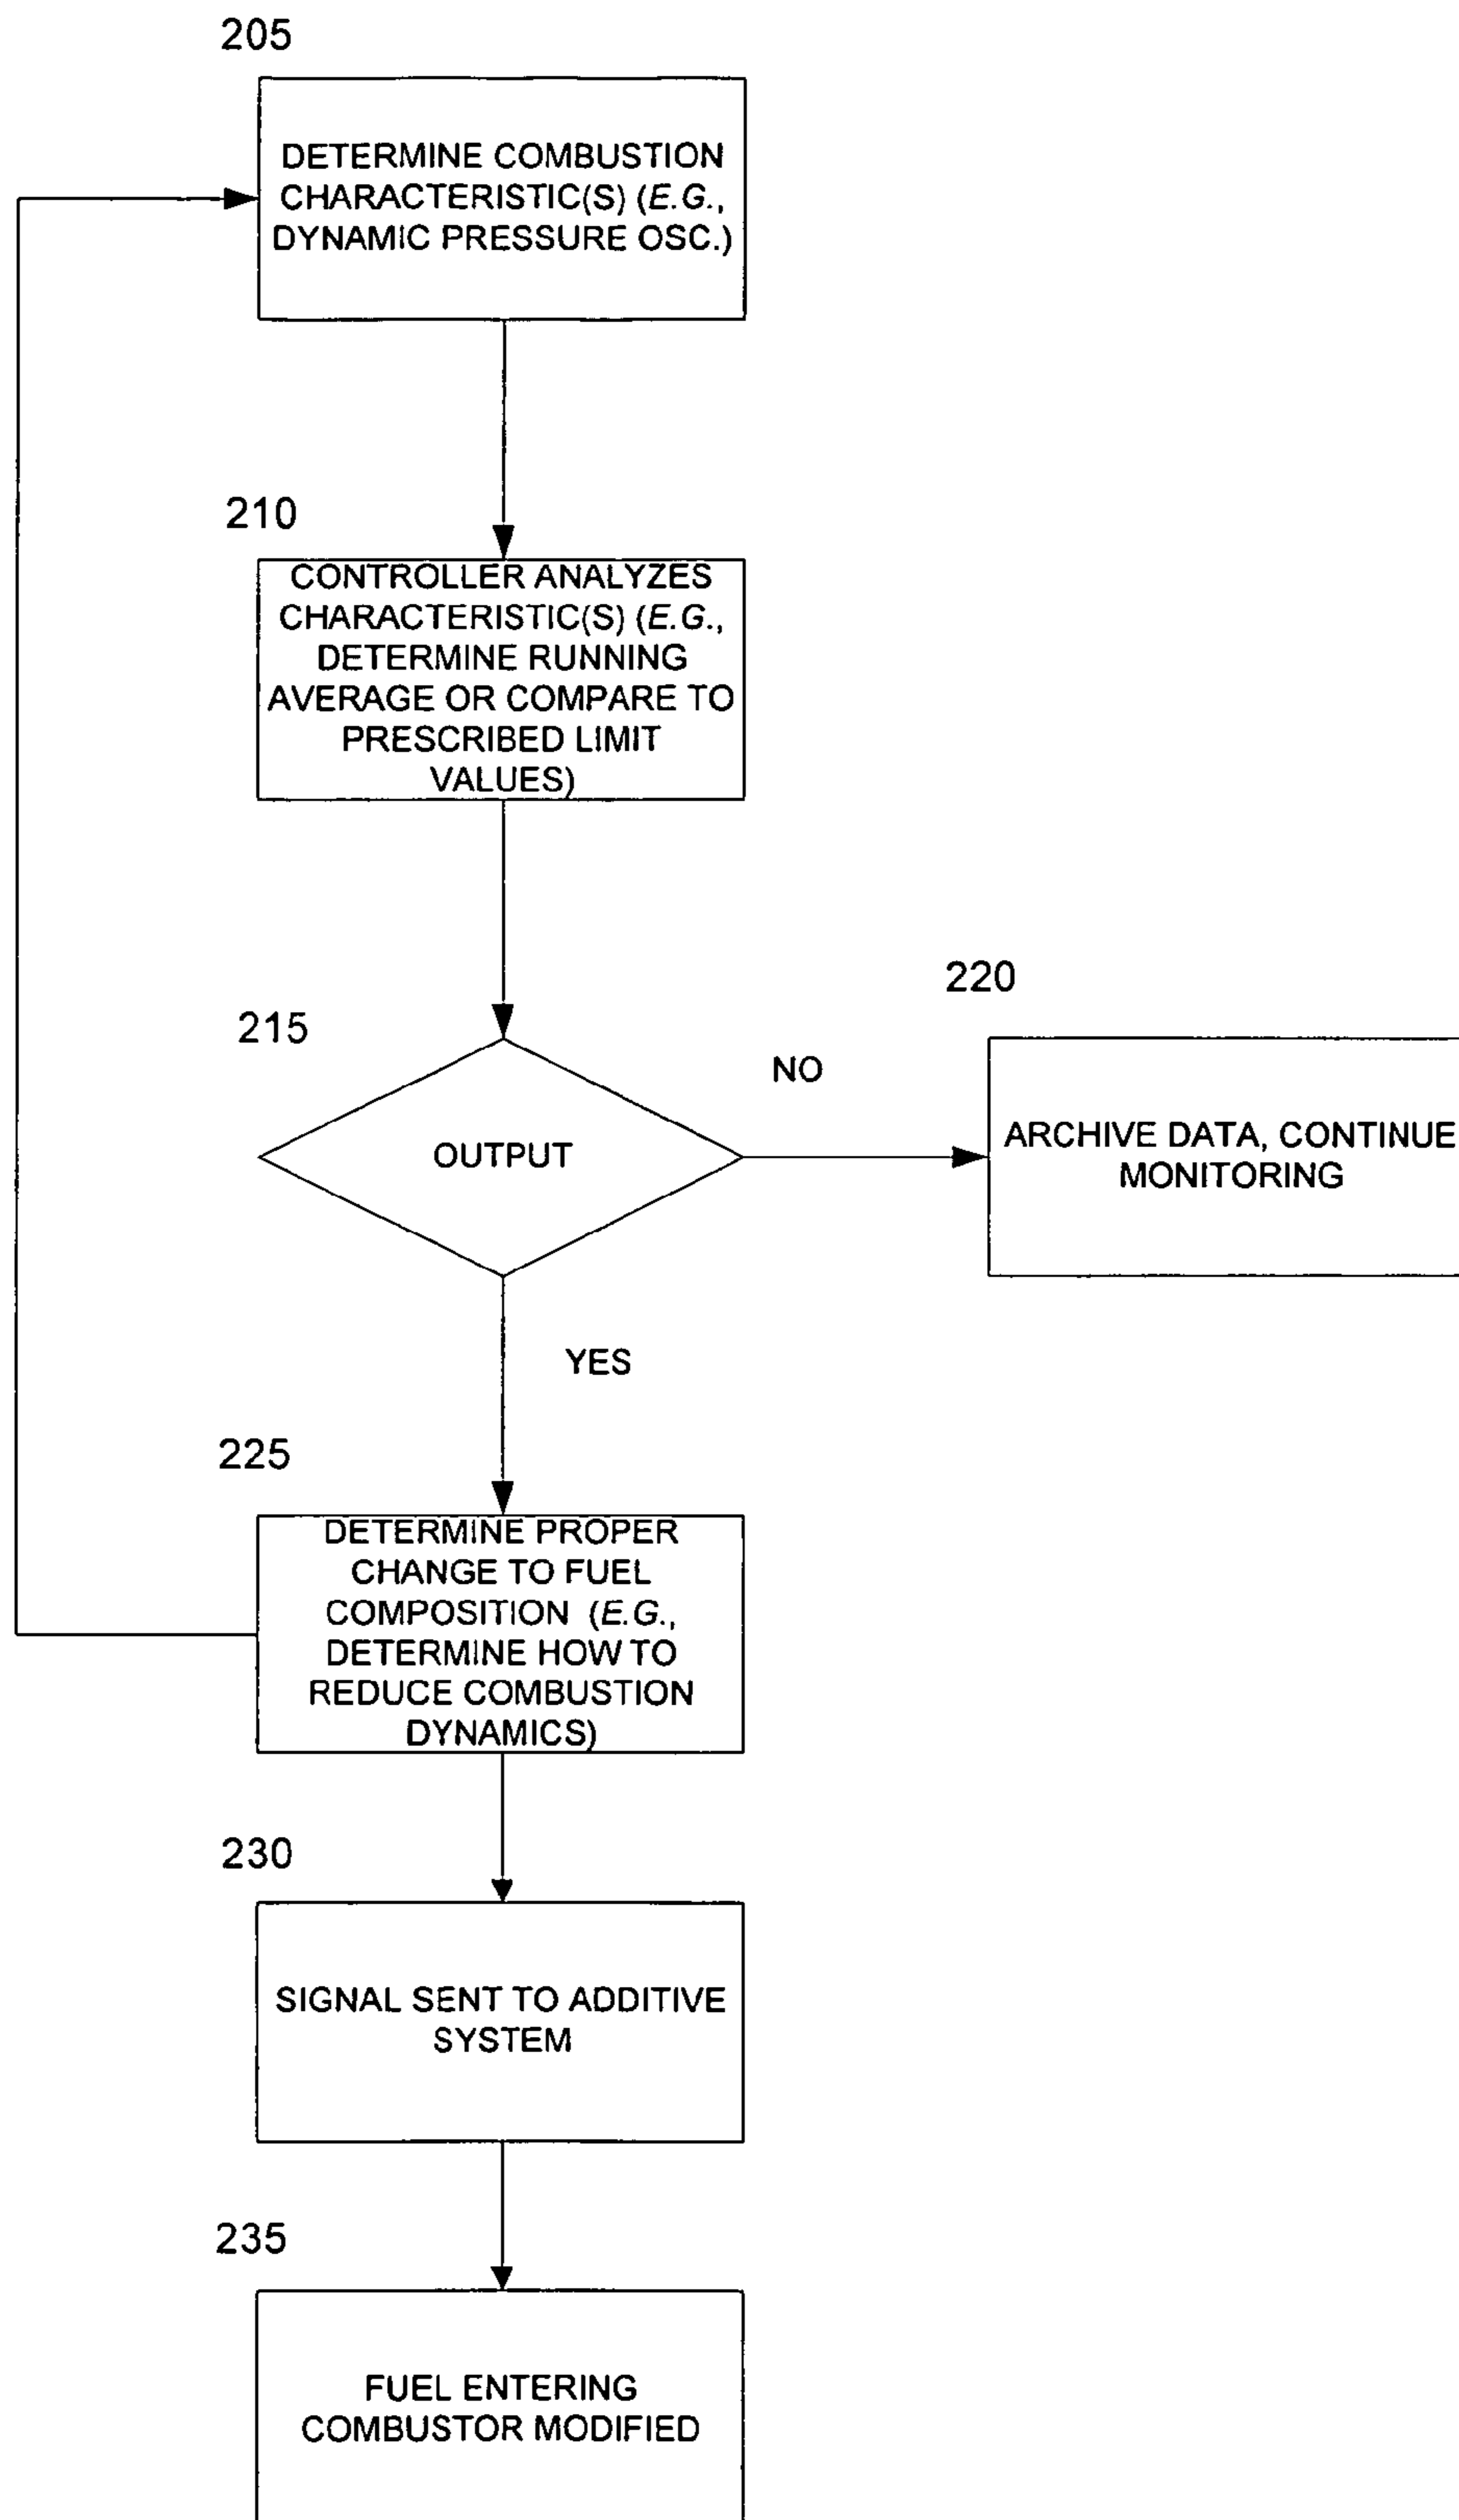 205
DETERMINE COMBUSTION
CHARACTERISTIC(S) (E.G.,
DYNAMIC PRESSURE OSC.)
210
CONTROLLER ANALYZES
CHARACTERISTIC(S) (E.G.,
DETERMINE RUNNING
AVERAGE OR COMPARE TO
PRESCRIBED LIMIT
VALUES)
215
OUTPUT
NO
220
ARCHIVE DATA, CONTINUE
MONITORING
YES
225
DETERMINE PROPER
CHANGE TO FUEL
COMPOSITION (E.G.,
DETERMINE HOW TO
REDUCE COMBUSTION
DYNAMICS)
230
SIGNAL SENT TO ADDITIVE
SYSTEM
235
FUEL ENTERING
COMBUSTOR MODIFIED